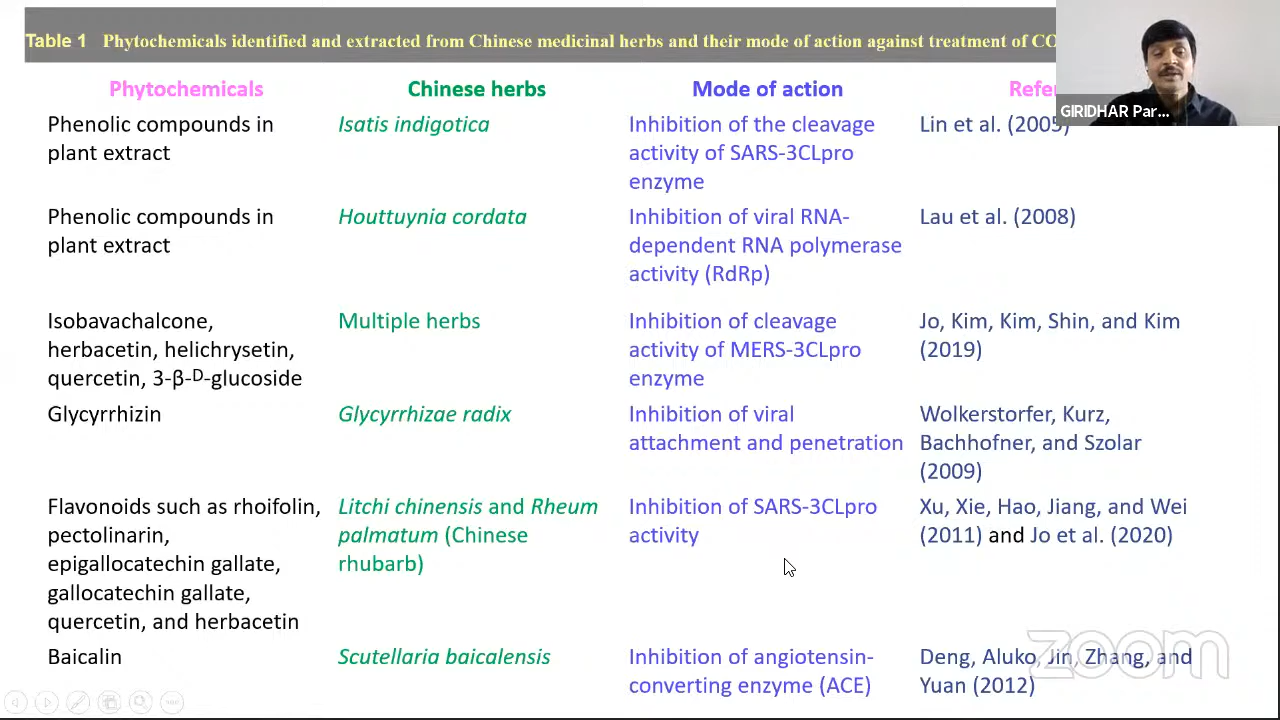 Table 1 Phytochemicals identified and extracted from Chinese medicinal herbs and their mode of action against treatment of CO
GIRIDHAR Par...
Phytochemicals Chinese herbs Mode of action Refer
Phenolic compounds in
plant extract
Isatis indigotica
Inhibition of the cleavage
activity of SARS-3CLpro
enzyme
Lin et al. (2005)
Phenolic compounds in
plant extract
Houttuynia cordata
Inhibition of viral RNA-
dependent RNA polymerase
activity (RdRp)
Lau et al. (2008)
Isobavachalcone,
herbacetin, helichrysetin,
quercetin, 3-β-D-glucoside
Multiple herbs
Inhibition of cleavage
activity of MERS-3CLpro
enzyme
Jo, Kim, Kim, Shin, and Kim
(2019)
Glycyrrhizin
Glycyrrhizae radix
Inhibition of viral
attachment and penetration
Wolkerstorfer, Kurz,
Bachhofner, and Szolar
(2009)
Flavonoids such as rhoifolin,
pectolinarin,
epigallocatechin gallate,
gallocatechin gallate,
quercetin, and herbacetin
Litchi chinensis and Rheum
palmatum (Chinese
rhubarb)
Inhibition of SARS-3CLpro
activity
Xu, Xie, Hao, Jiang, and Wei
(2011) and Jo et al. (2020)
Baicalin
Scutellaria baicalensis
Inhibition of angiotensin-
converting enzyme (ACE)
Deng, Aluko, Jin, Zhang, and
Yuan (2012)
zoom